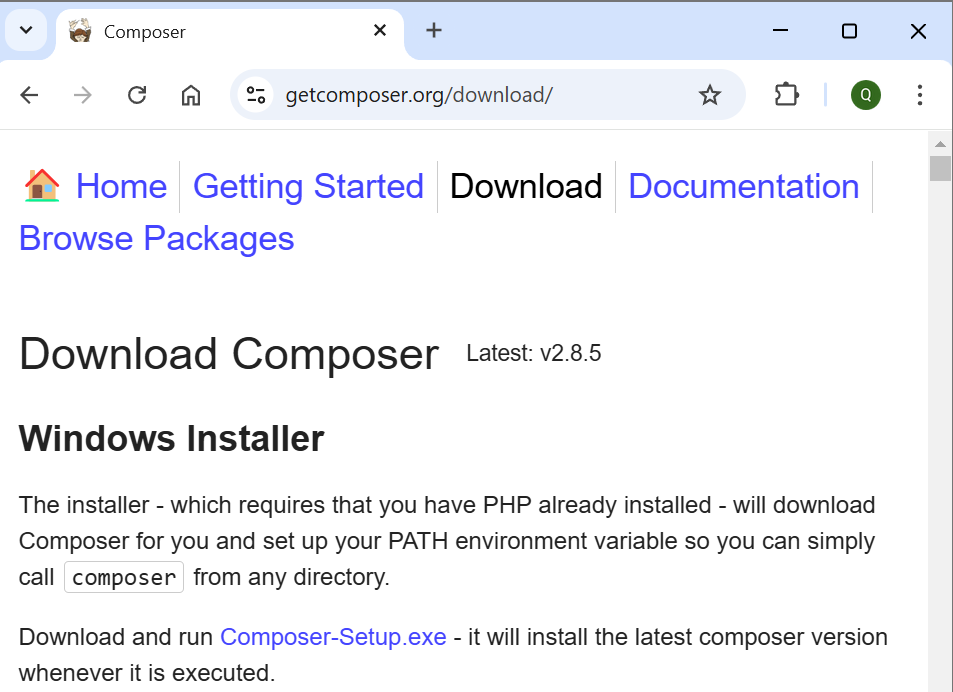 Composer
getcomposer.org/download/
Q
Home
Getting Started
Download
Documentation
Browse Packages
Download Composer Latest: v2.8.5
Windows Installer
The installer - which requires that you have PHP already installed - will download
Composer for you and set up your PATH environment variable so you can simply
call composer from any directory.
Download and run Composer-Setup.exe - it will install the latest composer version
whenever it is executed.